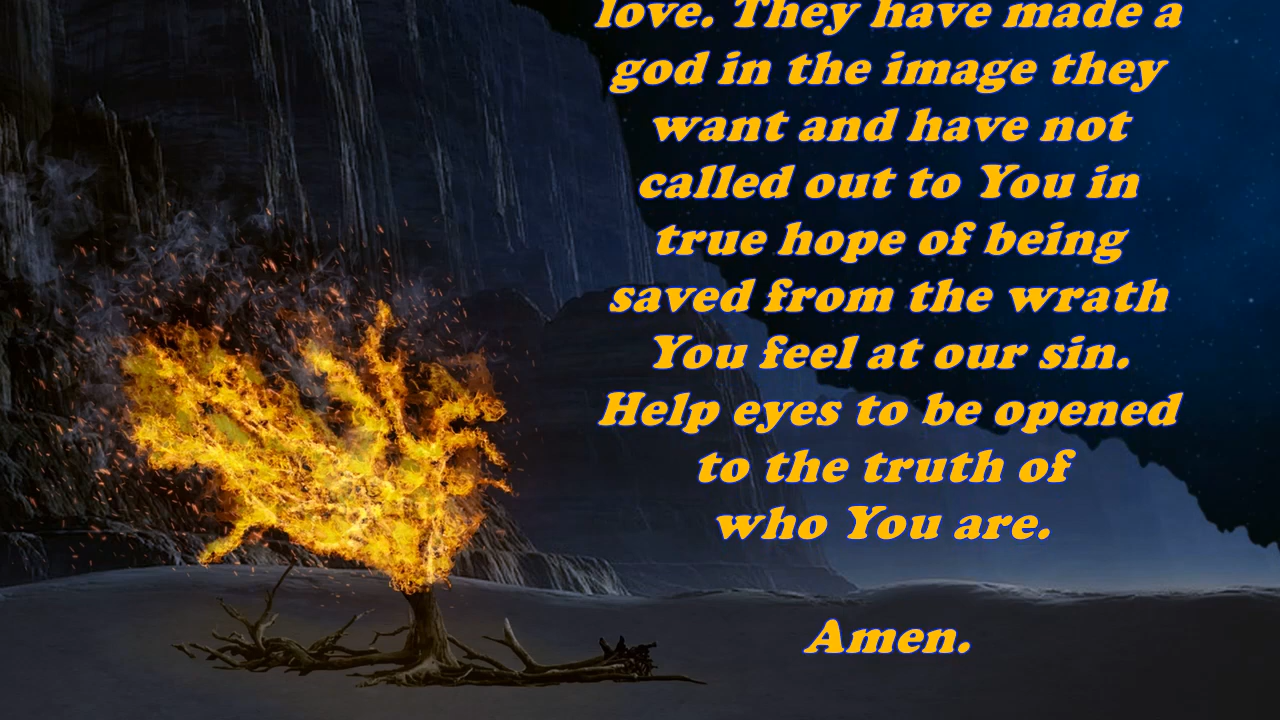 love. They have made a
god in the image they
want and have not
called out to You in
true hope of being
saved from the wrath
You feel at our sin.
Help eyes to be opened
to the truth of
who You are.
Amen.